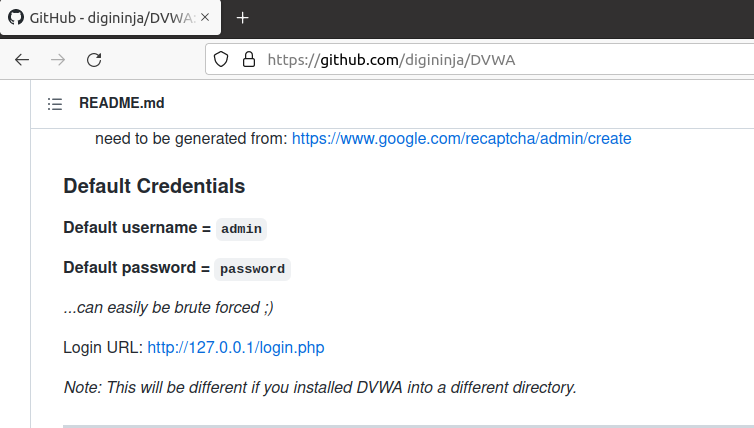 GitHub - digininja/DVWA:
https://github.com/digininja/DVWA
README.md
need to be generated from: https://www.google.com/recaptcha/admin/create
Default Credentials
Default username = admin
Default password = password
...can easily be brute forced ;)
Login URL: http://127.0.0.1/login.php
Note: This will be different if you installed DVWA into a different directory.